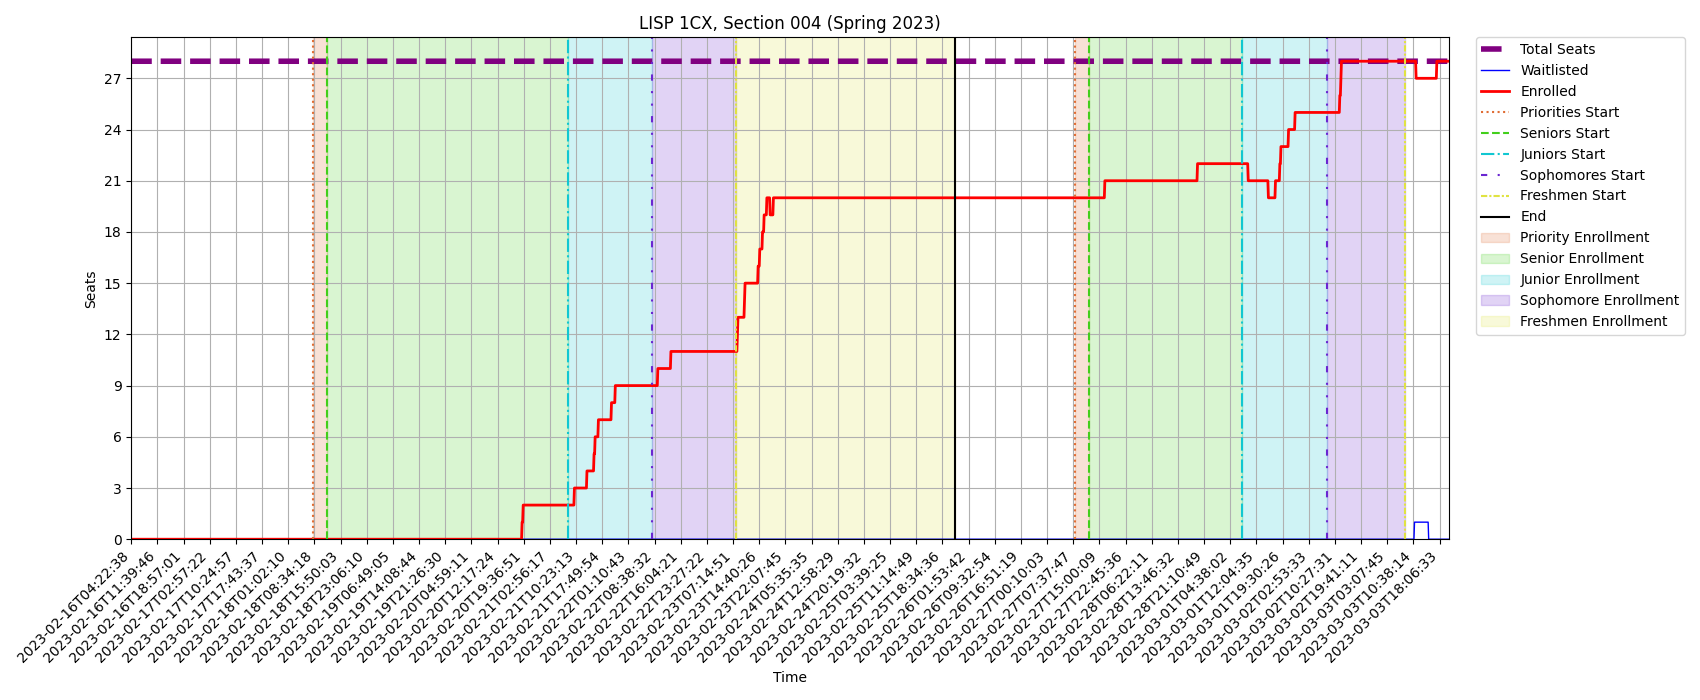 LISP 1CX, Section 004 (Spring 2023)
Total Seats
Waitlisted
Enrolled
Priorities Start
Seniors Start
Juniors Start
Sophomores Start
Freshmen Start
End
Priority Enrollment
Senior Enrollment
Junior Enrollment
Sophomore Enrollment
Freshmen Enrollment
Seats
27
24
21
18
15
12
9
6
3
0
2023-02-16T04:22:38
2023-02-16T11:39:46
2023-02-16T18:57:01
2023-02-17T02:57:22
2023-02-17T10:24:57
2023-02-17T17:43:37
2023-02-18T01:02:10
2023-02-18T08:34:18
2023-02-18T15:50:03
2023-02-18T23:06:10
2023-02-19T06:49:05
2023-02-19T14:08:44
2023-02-19T21:26:30
2023-02-20T04:59:11
2023-02-20T12:17:24
2023-02-20T19:36:51
2023-02-21T02:56:17
2023-02-21T10:23:13
2023-02-21T17:49:54
2023-02-22T01:10:43
2023-02-22T08:38:32
2023-02-22T16:04:21
2023-02-22T23:27:22
2023-02-23T07:14:51
2023-02-23T14:40:26
2023-02-23T22:07:45
2023-02-24T05:35:35
2023-02-24T12:58:29
2023-02-24T20:19:32
2023-02-25T03:39:25
2023-02-25T11:14:49
2023-02-25T18:34:36
2023-02-26T01:53:42
2023-02-26T09:32:54
2023-02-26T16:51:19
2023-02-27T00:10:03
2023-02-27T07:37:47
2023-02-27T15:00:09
2023-02-27T22:45:36
2023-02-28T06:22:11
2023-02-28T13:46:32
2023-02-28T21:10:49
2023-03-01T04:38:02
2023-03-01T12:04:35
2023-03-01T19:30:26
2023-03-02T02:53:33
2023-03-02T10:27:31
2023-03-02T19:41:11
2023-03-03T03:07:45
2023-03-03T10:38:14
2023-03-03T18:06:33
Time